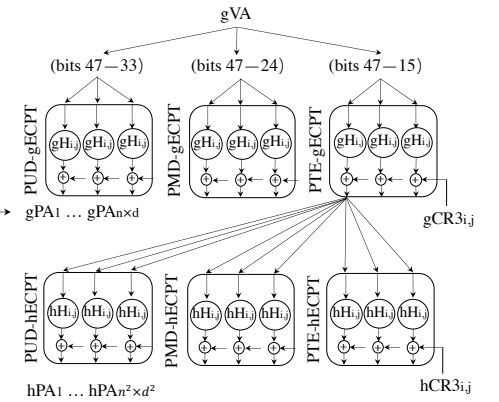 gVA
(bits 47—33) (bits 47—24) (bits 47—15)
PUD-gECPT gHi,j gHi,j gHi,j PMD-gECPT gHi,j gHi,j gHi,j PTE-gECPT gHi,j gHi,j gHi,j
+ + + + + + + + +
gPA1 … gPAn×d gCR3i,j
PUD-hECPT hHi,j hHi,j hHi,j PMD-hECPT hHi,j hHi,j hHi,j PTE-hECPT hHi,j hHi,j hHi,j
+ + + + + + + + +
hPA1 … hPAn²×d² hCR3i,j